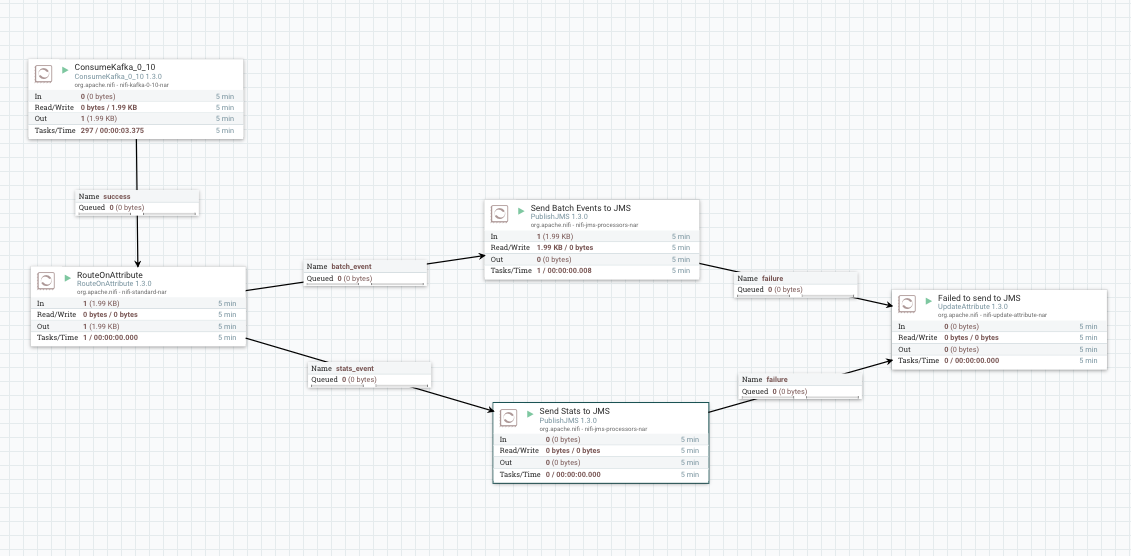 ConsumeKafka_0_10
ConsumeKafka_0_10 1.3.0
org.apache.nifi - nifi-kafka-0-10-nar
In 0 (0 bytes) 5 min
Read/Write 0 bytes / 1.99 KB 5 min
Out 1 (1.99 KB) 5 min
Tasks/Time 297 / 00:00:03.375 5 min
Name success
Queued 0 (0 bytes)
RouteOnAttribute
RouteOnAttribute 1.3.0
org.apache.nifi - nifi-standard-nar
In 1 (1.99 KB) 5 min
Read/Write 0 bytes / 0 bytes 5 min
Out 1 (1.99 KB) 5 min
Tasks/Time 1 / 00:00:00.000 5 min
Name batch_event
Queued 0 (0 bytes)
Name stats_event
Queued 0 (0 bytes)
Send Batch Events to JMS
PublishJMS 1.3.0
org.apache.nifi - nifi-jms-processors-nar
In 1 (1.99 KB) 5 min
Read/Write 1.99 KB / 0 bytes 5 min
Out 0 (0 bytes) 5 min
Tasks/Time 1 / 00:00:00.008 5 min
Send Stats to JMS
PublishJMS 1.3.0
org.apache.nifi - nifi-jms-processors-nar
In 0 (0 bytes) 5 min
Read/Write 0 bytes / 0 bytes 5 min
Out 0 (0 bytes) 5 min
Tasks/Time 0 / 00:00:00.000 5 min
Name failure
Queued 0 (0 bytes)
Name failure
Queued 0 (0 bytes)
Failed to send to JMS
UpdateAttribute 1.3.0
org.apache.nifi - nifi-update-attribute-nar
In 0 (0 bytes) 5 min
Read/Write 0 bytes / 0 bytes 5 min
Out 0 (0 bytes) 5 min
Tasks/Time 0 / 00:00:00.000 5 min